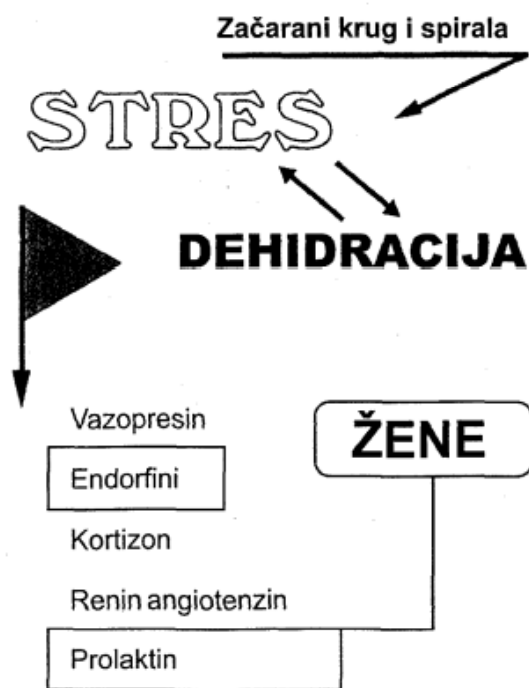 Začarani krug i spirala
STRES
DEHIDRACIJA
Vazopresin
ŽENE
Endorfini
Kortizon
Renin angiotenzin
Prolaktin